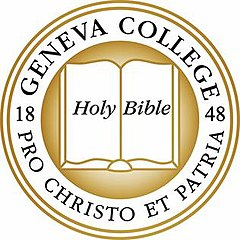 GENEVA COLLEGE
18 48
Holy Bible
PRO CHRISTO ET PATRIA